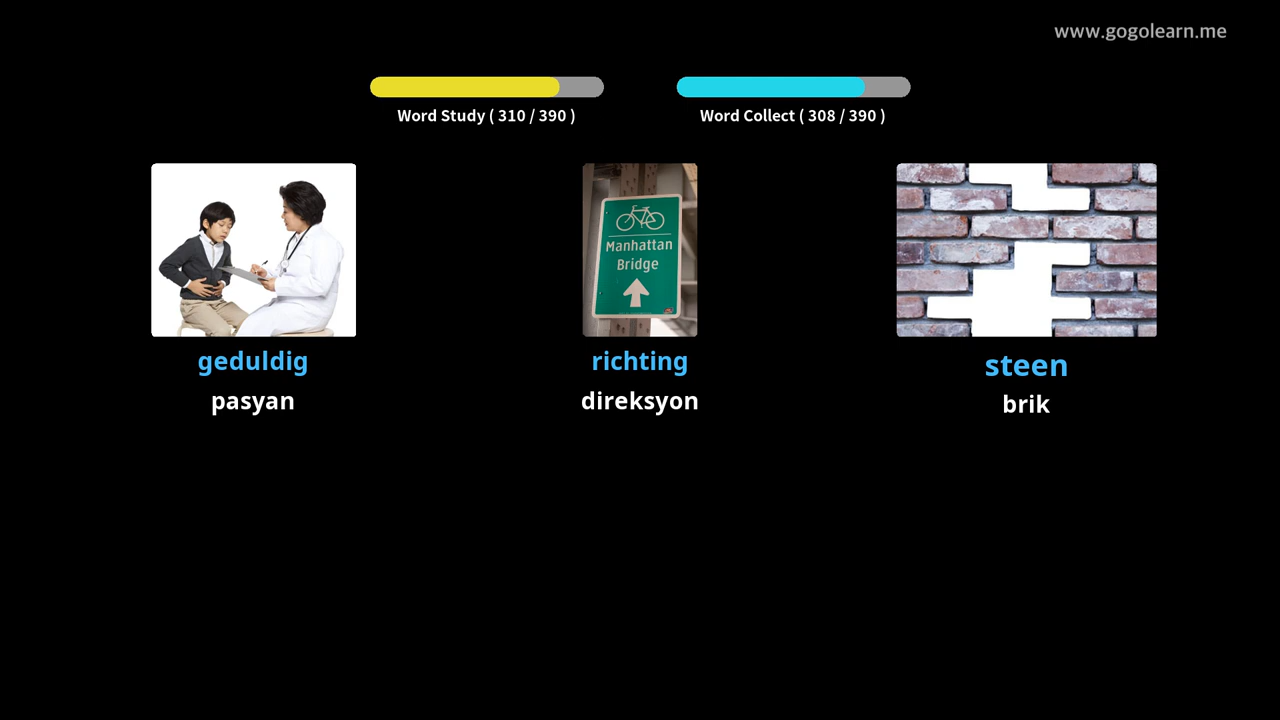 www.gogolearn.me
Word Study ( 310 / 390 )
Word Collect ( 308 / 390 )
Manhattan
Bridge
geduldig
richting
steen
pasyan
direksyon
brik